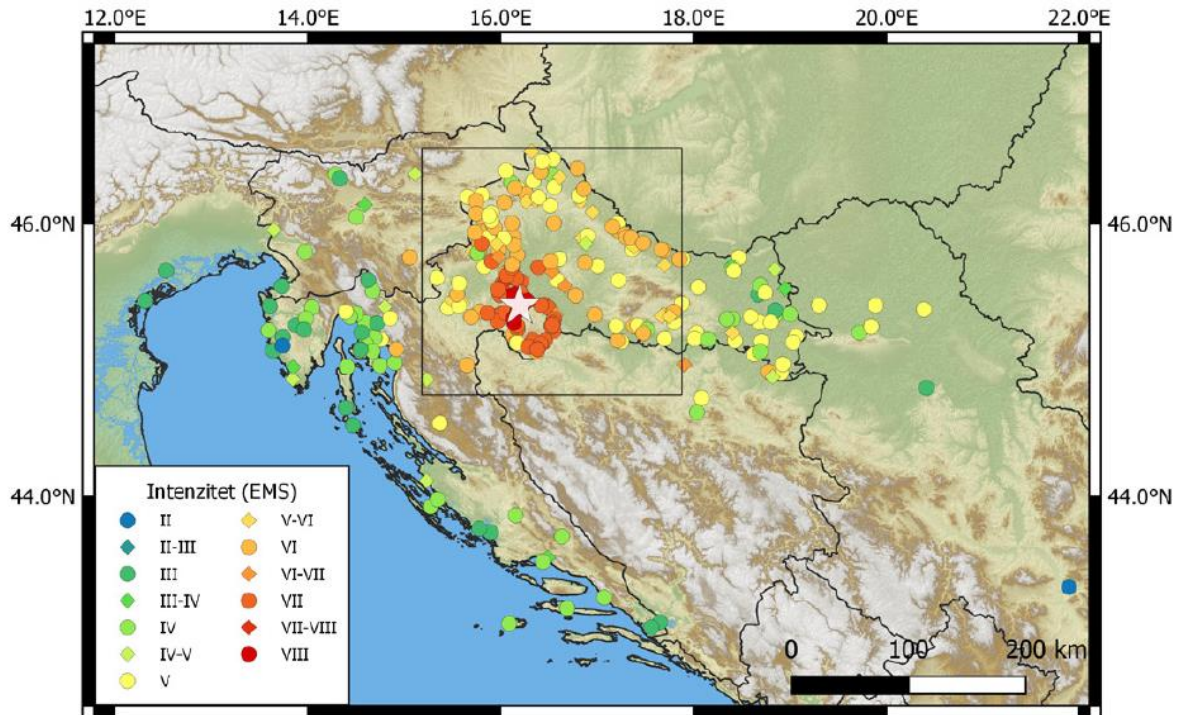 12.0°E 14.0°E 16.0°E 18.0°E 20.0°E 22.0°E
46.0°N 46.0°N
44.0°N 44.0°N
Intenzitet (EMS)
II V-VI
II-III VI
III VI-VII
III-IV VII
IV VII-VIII
IV-V VIII
V
0 100 200 km